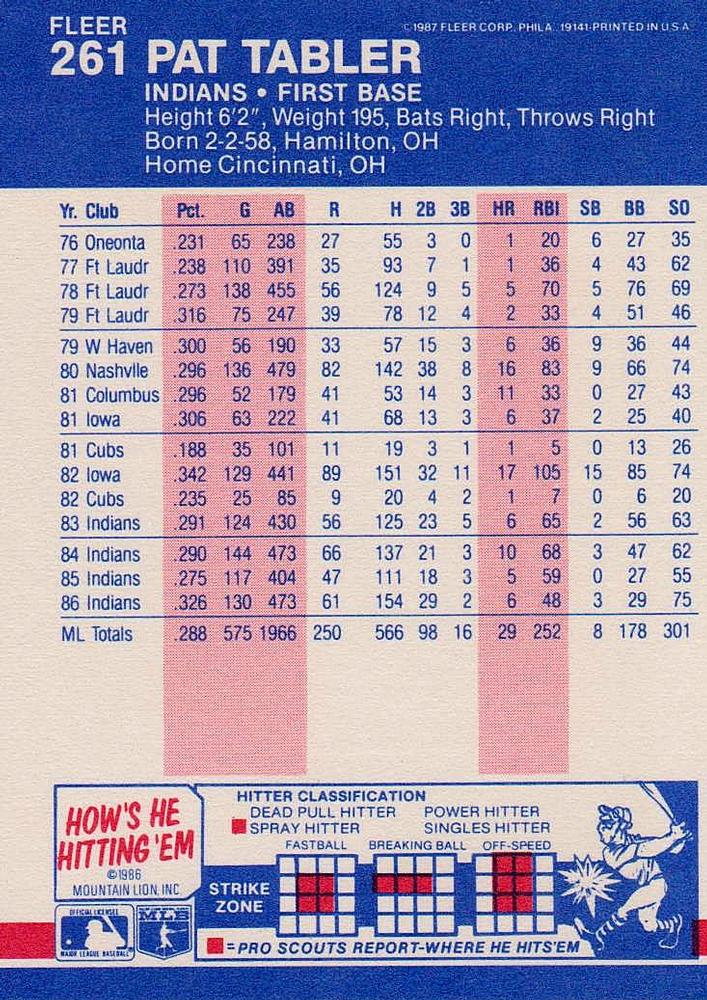 FLEER
©1987 FLEER CORP. PHILA. 19141-PRINTED IN U.S.A.
261 PAT TABLER
INDIANS • FIRST BASE
Height 6'2", Weight 195, Bats Right, Throws Right
Born 2-2-58, Hamilton, OH
Home Cincinnati, OH
Yr. Club Pct. G AB R H 2B 3B HR RBI SB BB SO
76 Oneonta .231 65 238 27 55 3 0 1 20 6 27 35
77 Ft Laudr .238 110 391 35 93 7 1 1 36 4 43 62
78 Ft Laudr .273 138 455 56 124 9 5 5 70 5 76 69
79 Ft Laudr .316 75 247 39 78 12 4 2 33 4 51 46
79 W Haven .300 56 190 33 57 15 3 6 36 9 36 44
80 Nashvlle .296 136 479 82 142 38 8 16 83 9 66 74
81 Columbus .296 52 179 41 53 14 3 11 33 0 27 43
81 Iowa .306 63 222 41 68 13 3 6 37 2 25 40
81 Cubs .188 35 101 11 19 3 1 1 5 0 13 26
82 Iowa .342 129 441 89 151 32 11 17 105 15 85 74
82 Cubs .235 25 85 9 20 4 2 1 7 0 6 20
83 Indians .291 124 430 56 125 23 5 6 65 2 56 63
84 Indians .290 144 473 66 137 21 3 10 68 3 47 62
85 Indians .275 117 404 47 111 18 3 5 59 0 27 55
86 Indians .326 130 473 61 154 29 2 6 48 3 29 75
ML Totals .288 575 1966 250 566 98 16 29 252 8 178 301
HOW'S HE
HITTING 'EM
©1986
MOUNTAIN LION, INC.
OFFICIAL LICENSEE
MAJOR LEAGUE BASEBALL
MLB
HITTER CLASSIFICATION
DEAD PULL HITTER POWER HITTER
SPRAY HITTER SINGLES HITTER
FASTBALL BREAKING BALL OFF-SPEED
STRIKE
ZONE
= PRO SCOUTS REPORT-WHERE HE HITS'EM